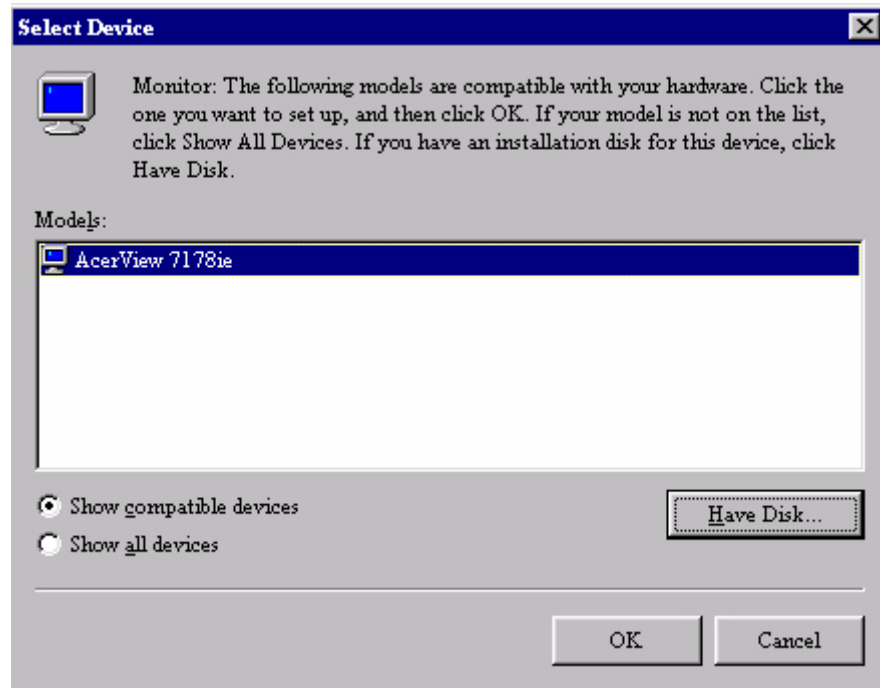 Select Device
Monitor: The following models are compatible with your hardware. Click the
one you want to set up, and then click OK. If your model is not on the list,
click Show All Devices. If you have an installation disk for this device, click
Have Disk.
Models:
AcerView 7178ie
Show compatible devices
Have Disk...
Show all devices
OK
Cancel